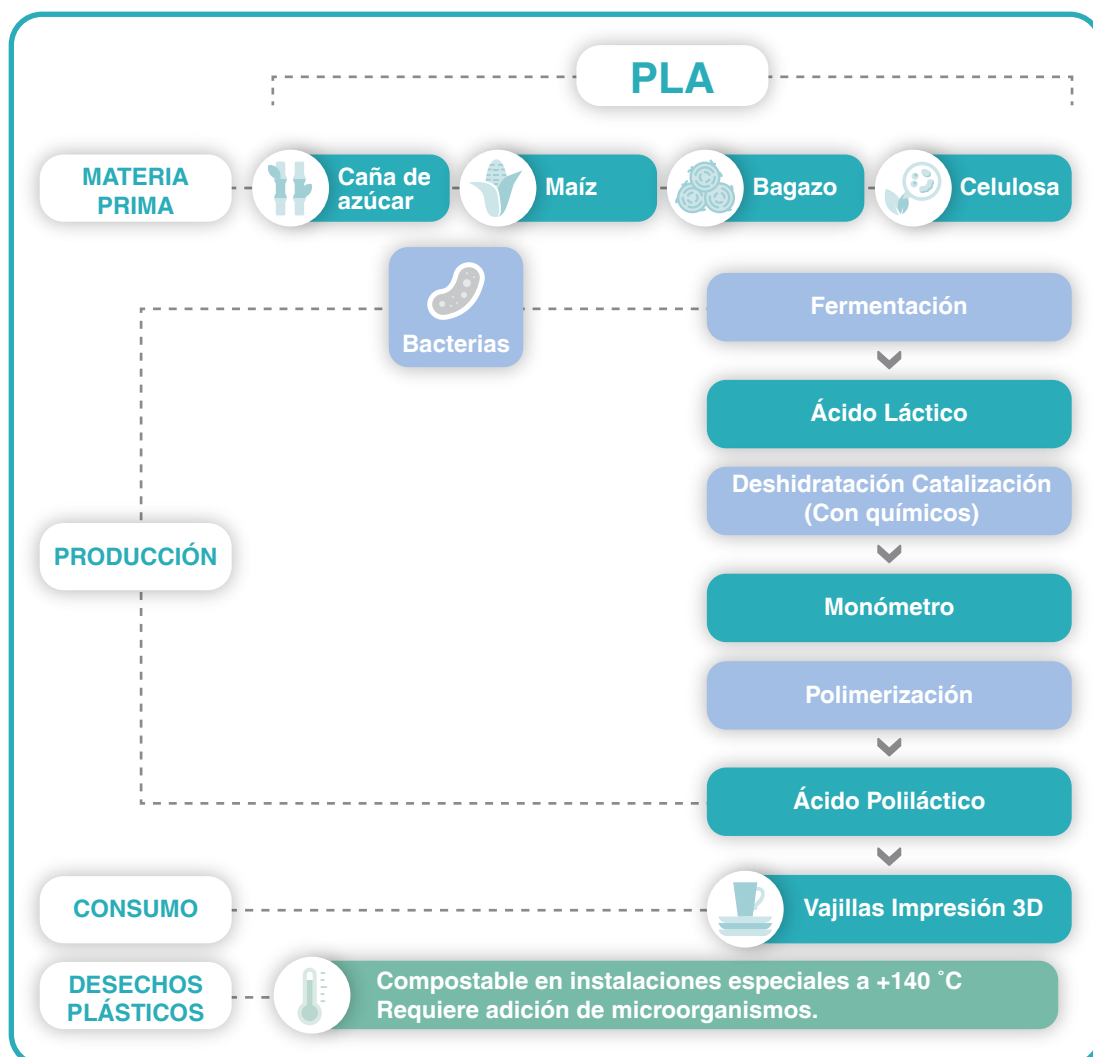 PLA
MATERIA
PRIMA
Caña de
azúcar
Maíz
Bagazo
Celulosa
Bacterias
Fermentación
Ácido Láctico
Deshidratación Catalización
(Con químicos)
PRODUCCIÓN
Monómetro
Polimerización
Ácido Poliláctico
CONSUMO
Vajillas Impresión 3D
DESECHOS
PLÁSTICOS
Compostable en instalaciones especiales a +140 ˚C
Requiere adición de microorganismos.